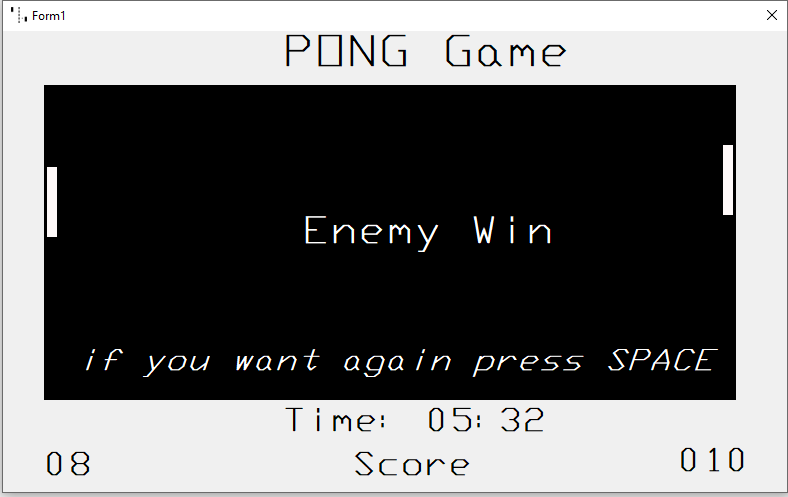 Form1
PONG Game
Enemy Win
if you want again press SPACE
Time: 05:32
08 Score 010